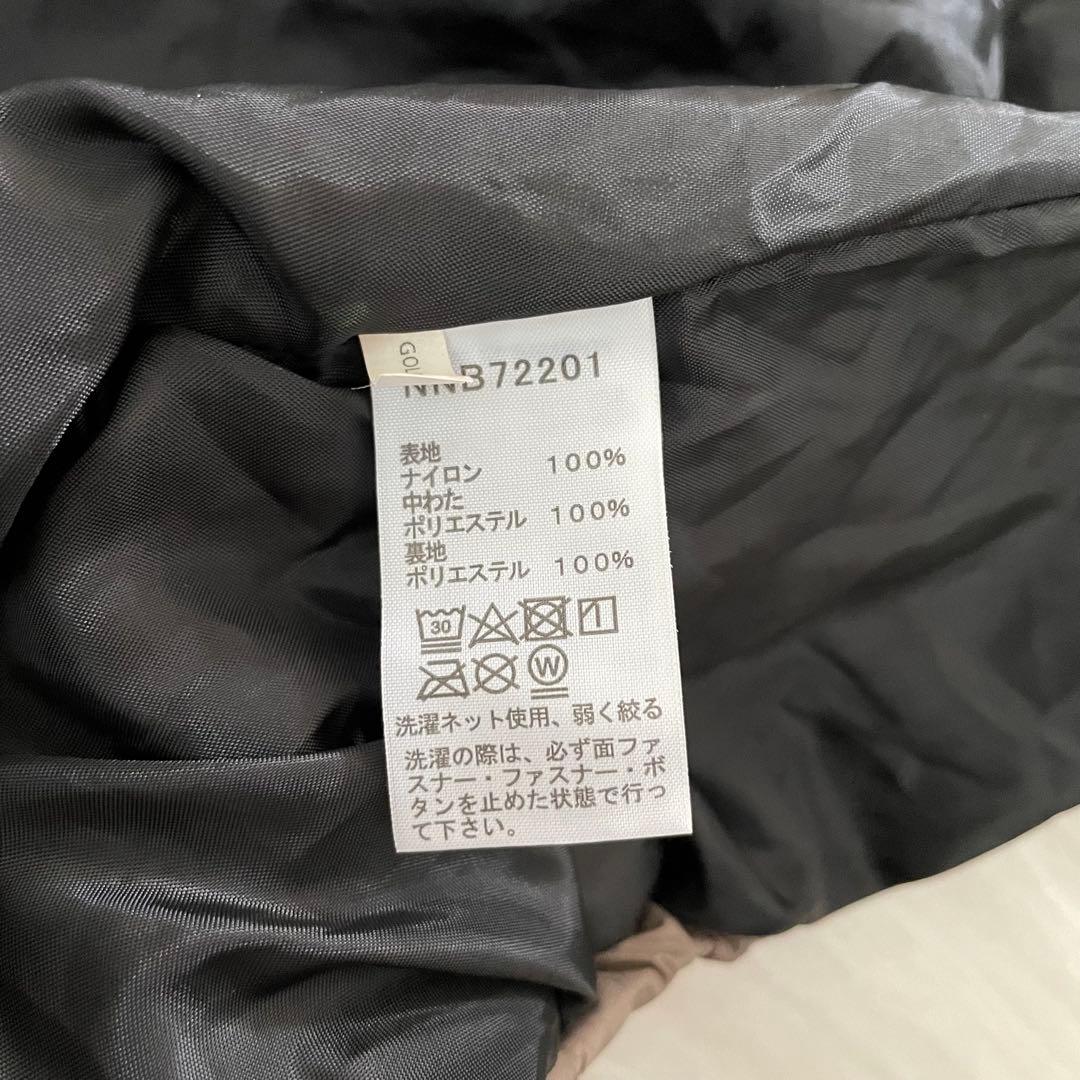 GOL
NNB72201
表地
ナイロン 100%
中わた
ポリエステル 100%
裏地
ポリエステル 100%
30
W
洗濯ネット使用、弱く絞る
洗濯の際は、必ず面ファ
スナー・ファスナー・ボ
タンを止めた状態で行っ
て下さい。